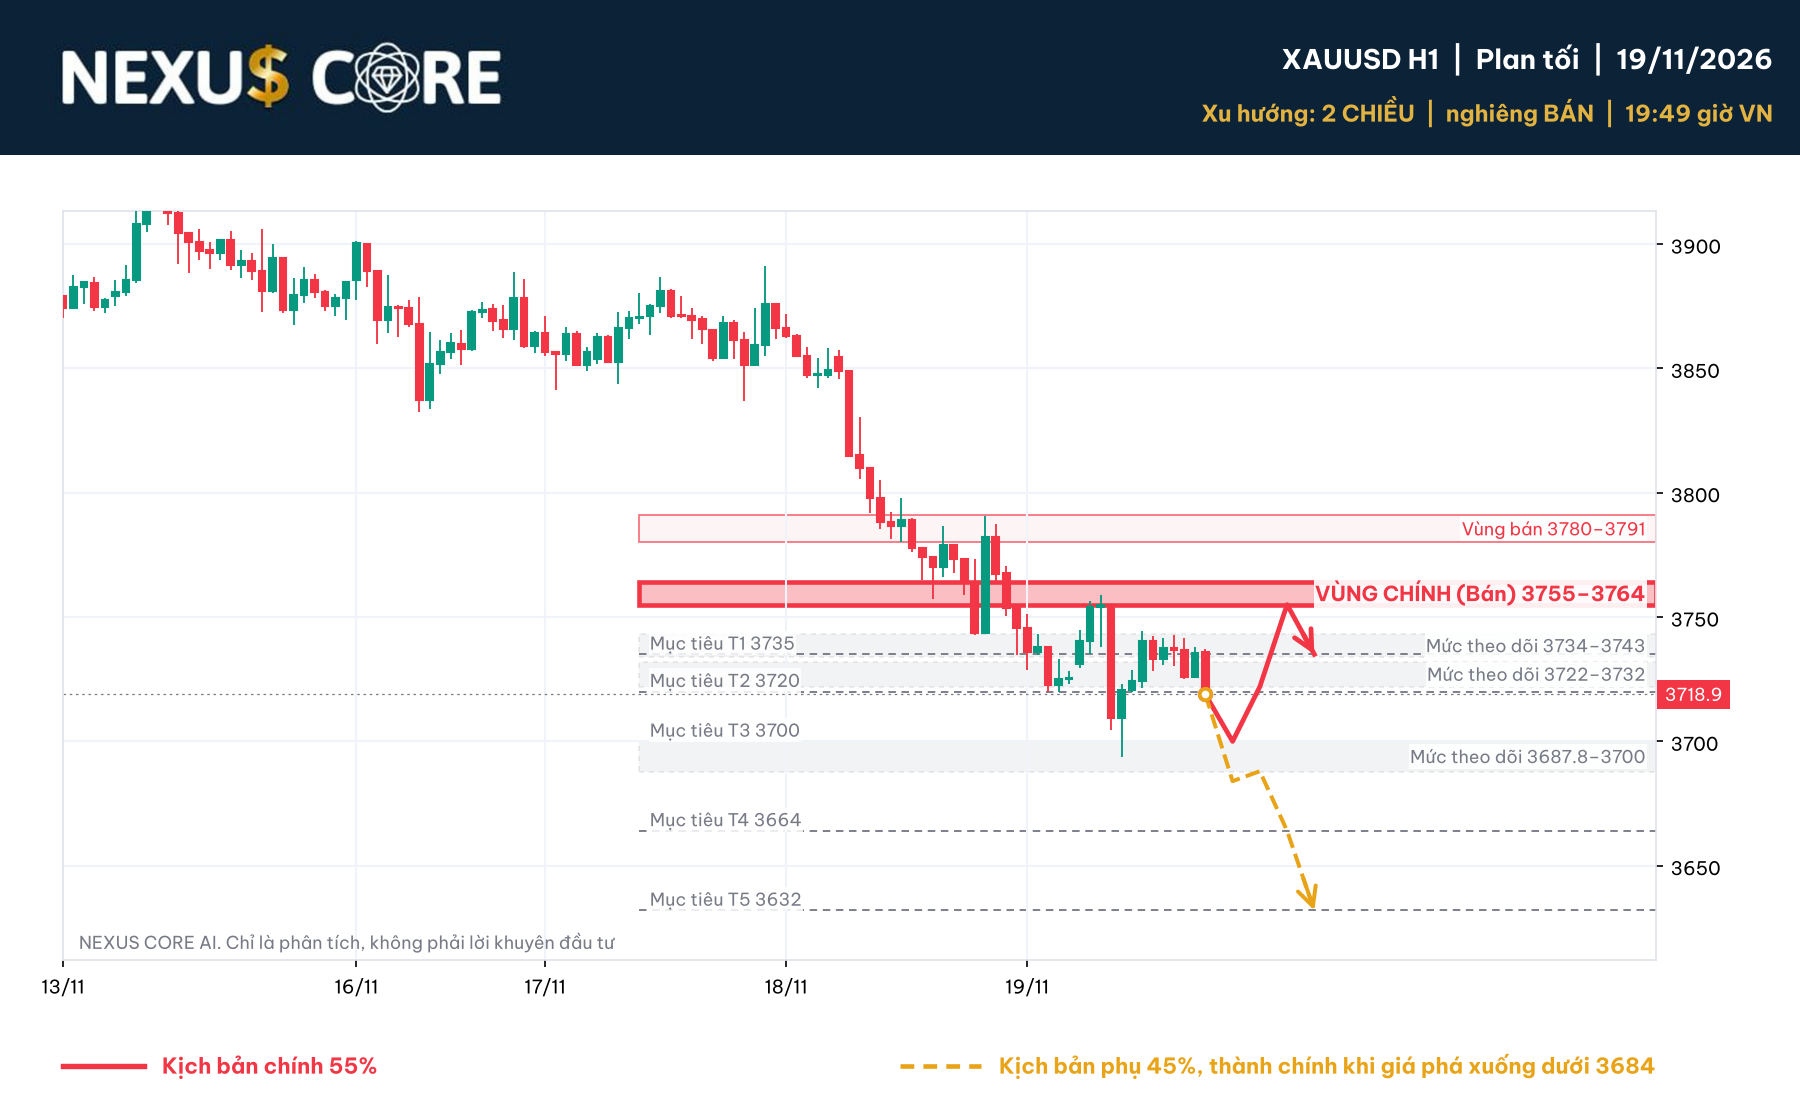 NEXU$ CORE
XAUUSD H1 | Plan tối | 19/11/2026
Xu hướng: 2 CHIỀU | nghiêng BÁN | 19:49 giờ VN
3900
3850
3800
Vùng bán 3780–3791
VÙNG CHÍNH (Bán) 3755–3764
3750
Mục tiêu T1 3735
Mức theo dõi 3734–3743
Mục tiêu T2 3720
Mức theo dõi 3722–3732
3718.9
Mục tiêu T3 3700
3700
Mức theo dõi 3687.8–3700
Mục tiêu T4 3664
3650
Mục tiêu T5 3632
NEXUS CORE AI. Chỉ là phân tích, không phải lời khuyên đầu tư
13/11 16/11 17/11 18/11 19/11
Kịch bản chính 55%
Kịch bản phụ 45%, thành chính khi giá phá xuống dưới 3684